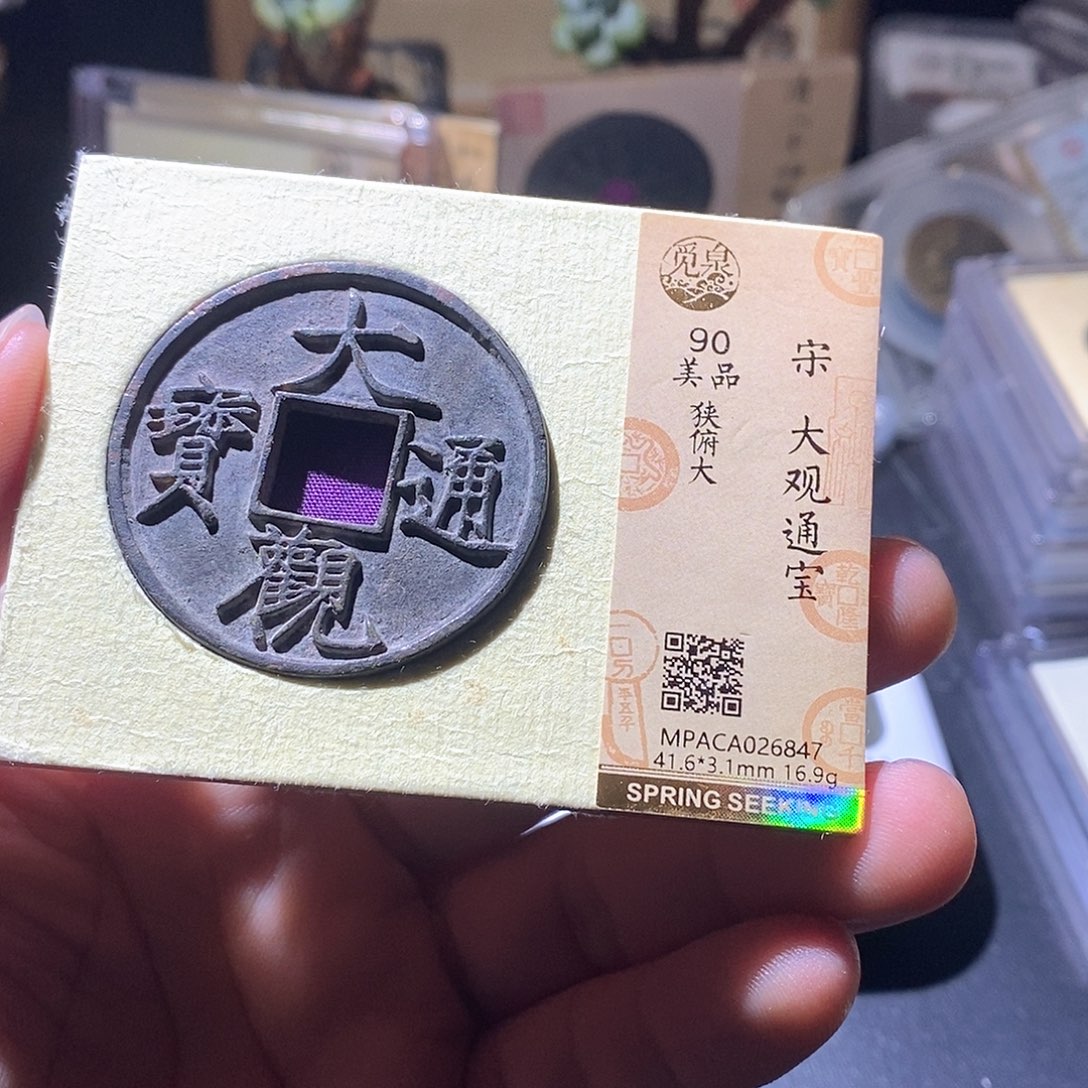 大
觀
通
寶
觅泉
90
美品
狭俯大
宋 大观通宝
MPACA026847
41.6*3.1mm 16.9g
SPRING SEEKING